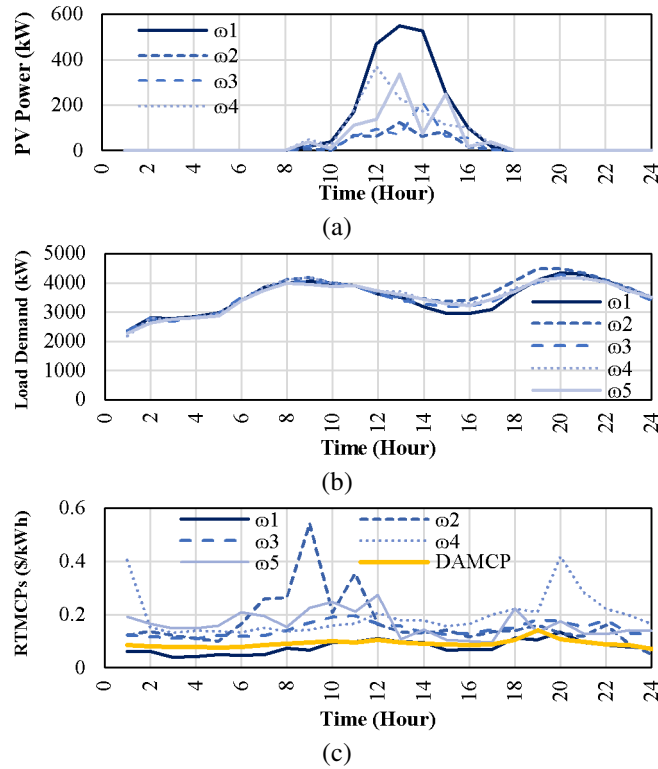 PV Power (kW)
600
400
200
0
ω1
ω2
ω3
ω4
0 2 4 6 8 10 12 14 16 18 20 22 24
Time (Hour)
(a)
Load Demand (kW)
5000
4000
3000
2000
1000
0
ω1
ω2
ω3
ω4
ω5
0 2 4 6 8 10 12 14 16 18 20 22 24
Time (Hour)
(b)
RTMCPs ($/kWh)
0.6
0.4
0.2
0
ω1 ω2
ω3 ω4
ω5 DAMCP
0 2 4 6 8 10 12 14 16 18 20 22 24
Time (Hour)
(c)